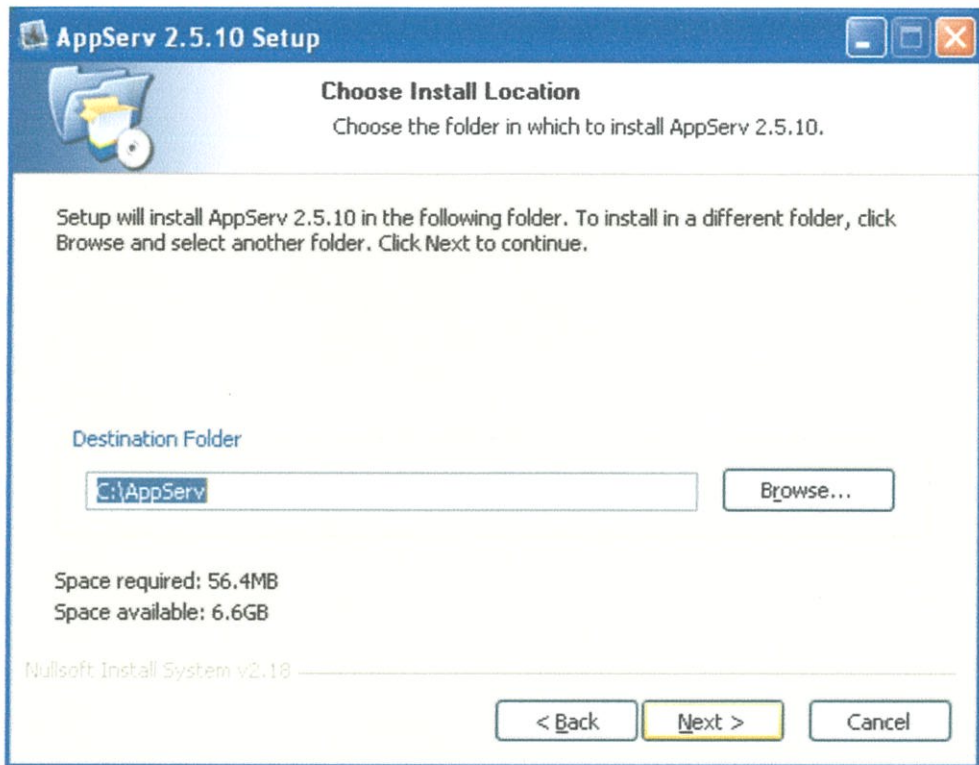 AppServ 2.5.10 Setup
Choose Install Location
Choose the folder in which to install AppServ 2.5.10.
Setup will install AppServ 2.5.10 in the following folder. To install in a different folder, click
Browse and select another folder. Click Next to continue.
Destination Folder
C:\AppServ
Browse...
Space required: 56.4MB
Space available: 6.6GB
Nullsoft Install System v2.18
< Back
Next >
Cancel